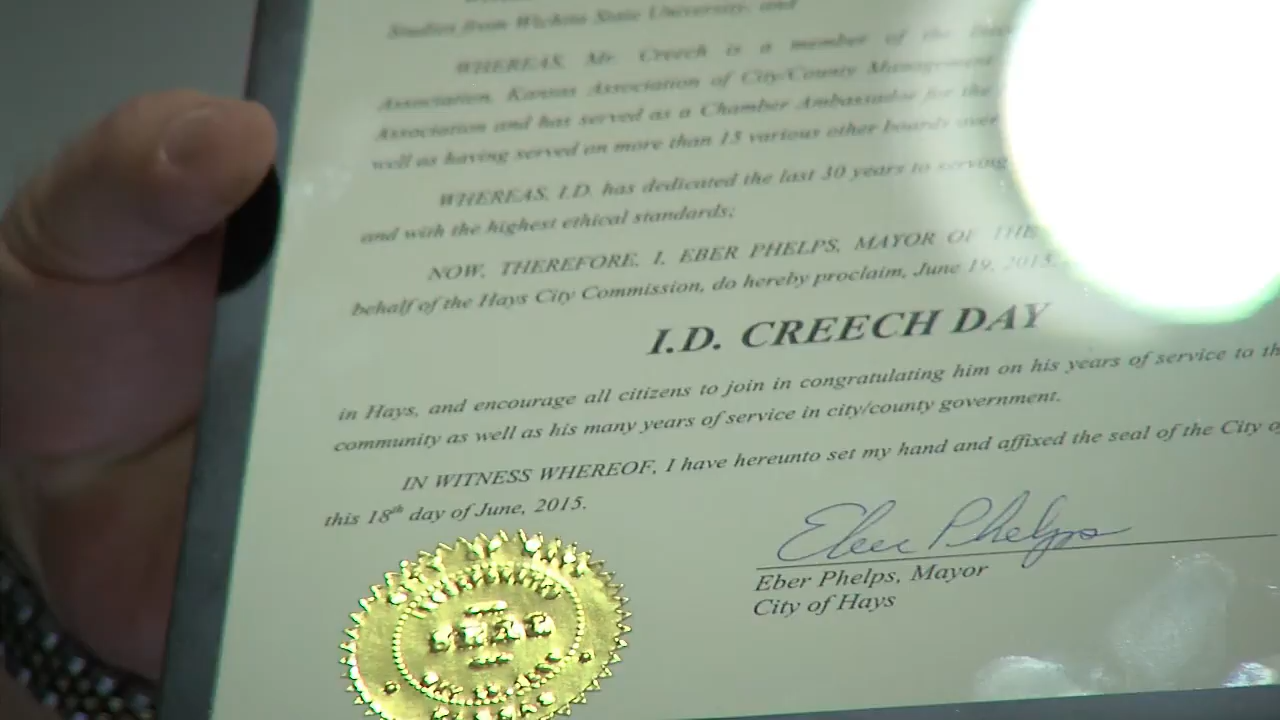 Studies from Wichita State University, and
WHEREAS, Mr. Creech is a member of the
Association, Kansas Association of City/County Management
Association and has served as a Chamber Ambassador for the
well as having served on more than 15 various other boards over
WHEREAS, I.D. has dedicated the last 30 years to serving
and with the highest ethical standards;
NOW, THEREFORE, I, EBER PHELPS, MAYOR OF THE
behalf of the Hays City Commission, do hereby proclaim, June 19, 2015,
I.D. CREECH DAY
in Hays, and encourage all citizens to join in congratulating him on his years of service to th
community as well as his many years of service in city/county government.
IN WITNESS WHEREOF, I have hereunto set my hand and affixed the seal of the City o
this 18th day of June, 2015.
Eber Phelps
Eber Phelps, Mayor
City of Hays
SEAL